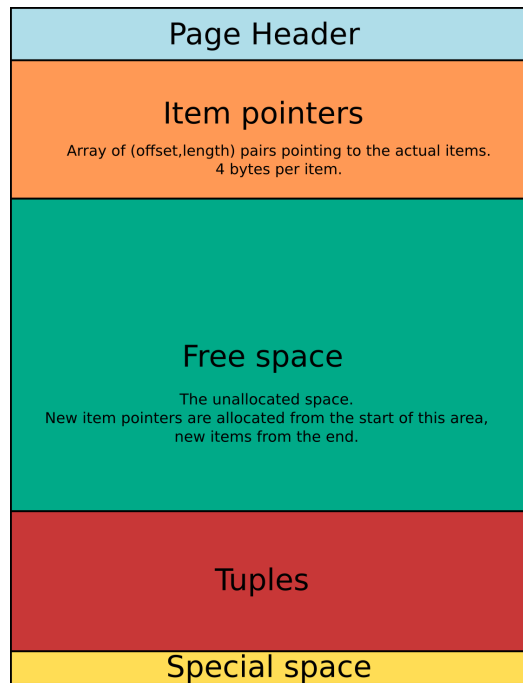 Page Header
Item pointers
Array of (offset,length) pairs pointing to the actual items.
4 bytes per item.
Free space
The unallocated space.
New item pointers are allocated from the start of this area,
new items from the end.
Tuples
Special space